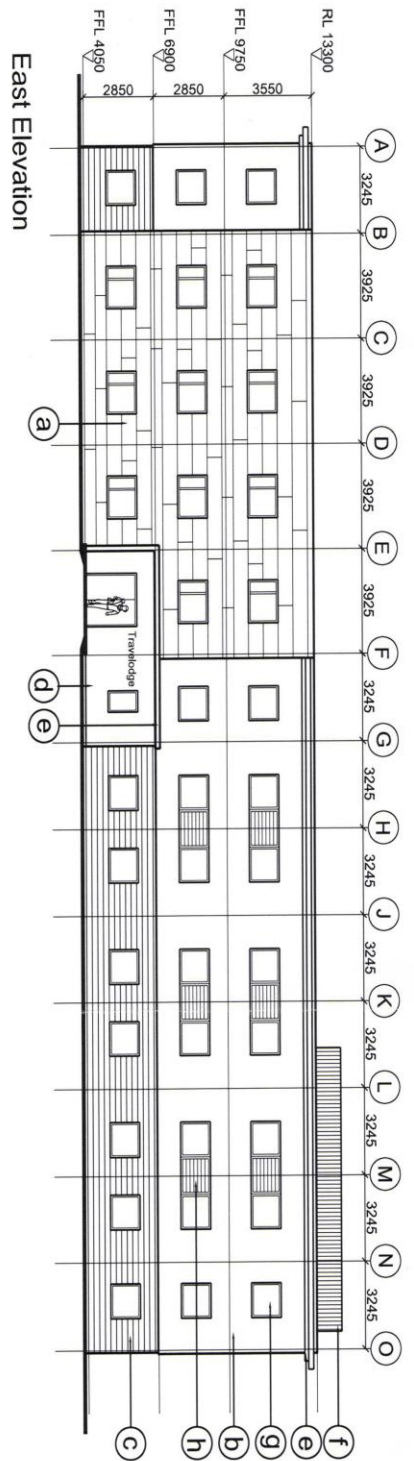 A B C D E F G H J K L M N O
3245 3925 3925 3925 3925 3245 3245 3245 3245 3245 3245 3245 3245
RL 13300
3550
FFL 9750
2850
FFL 6900
2850
FFL 4050
Travelodge
f
e
g
b
h
c
a
d
e
East Elevation